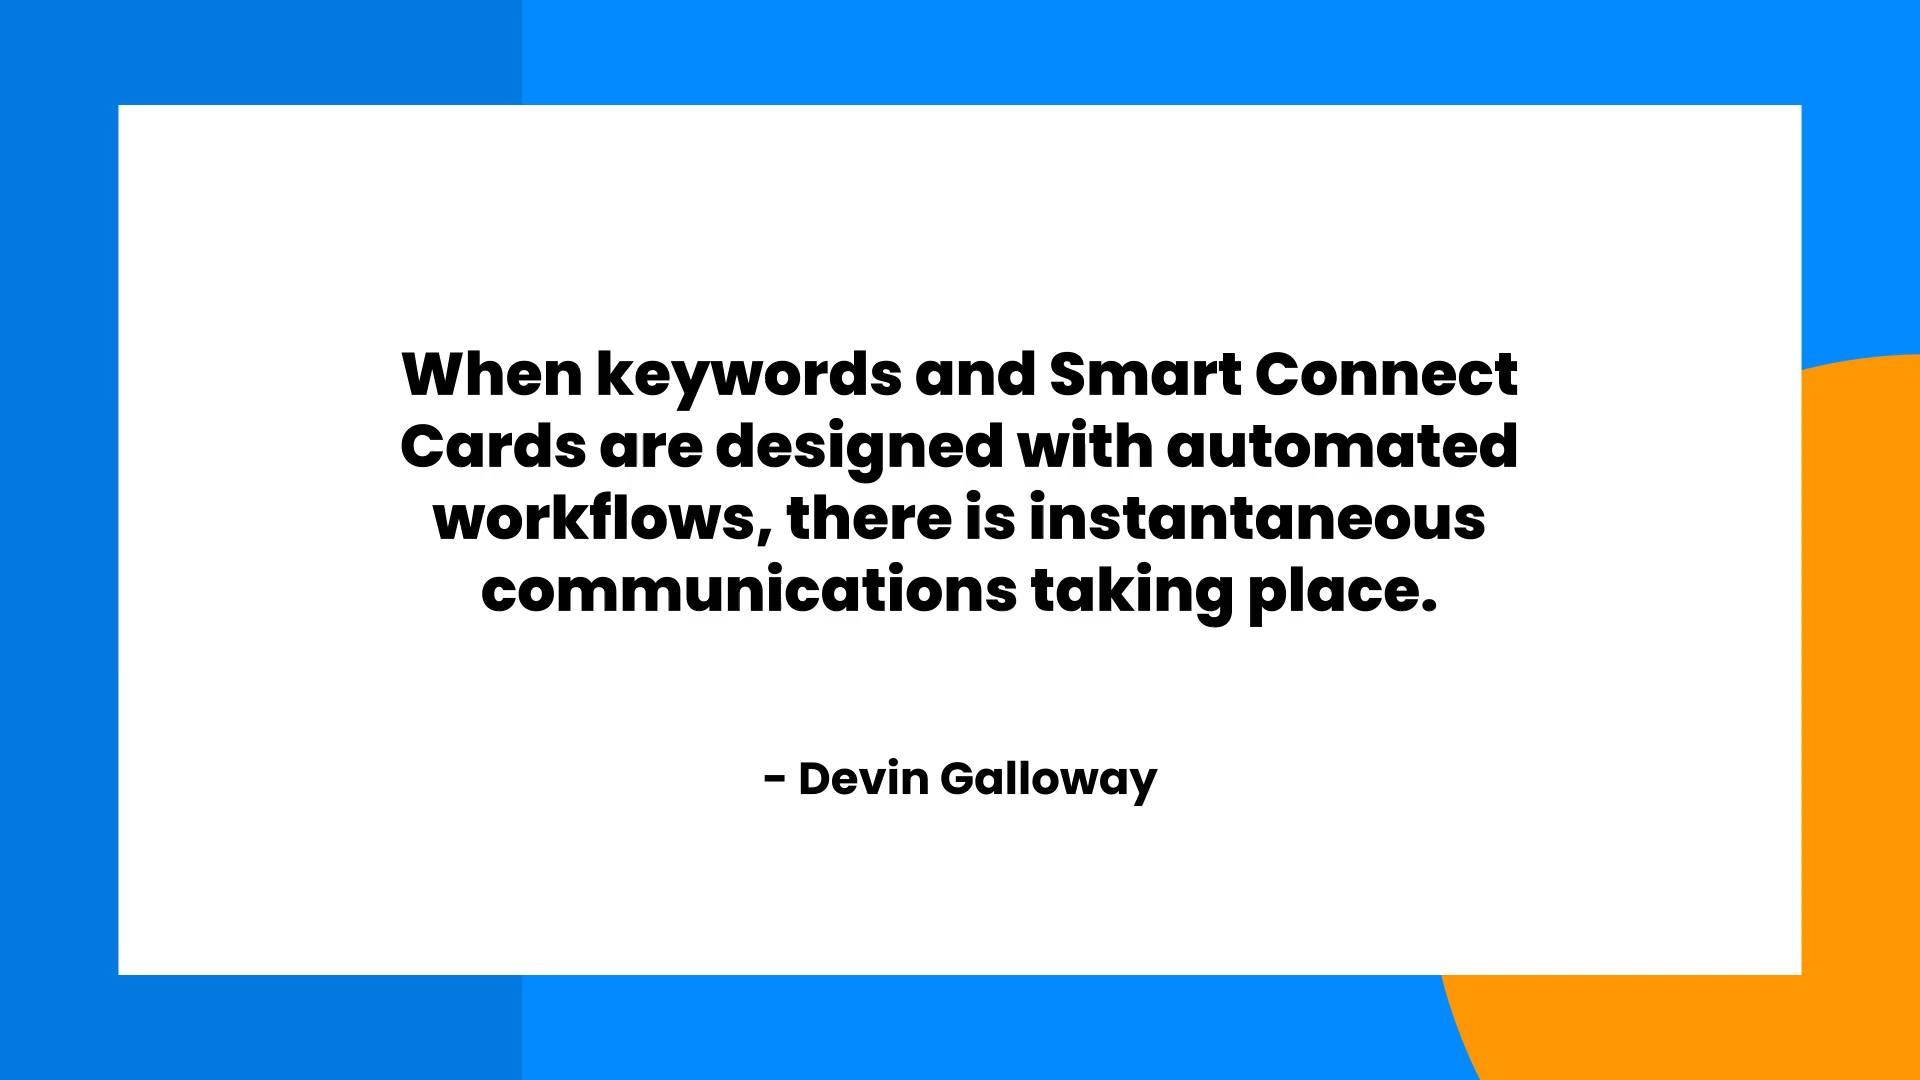 When keywords and Smart Connect
Cards are designed with automated
workflows, there is instantaneous
communications taking place.
- Devin Galloway